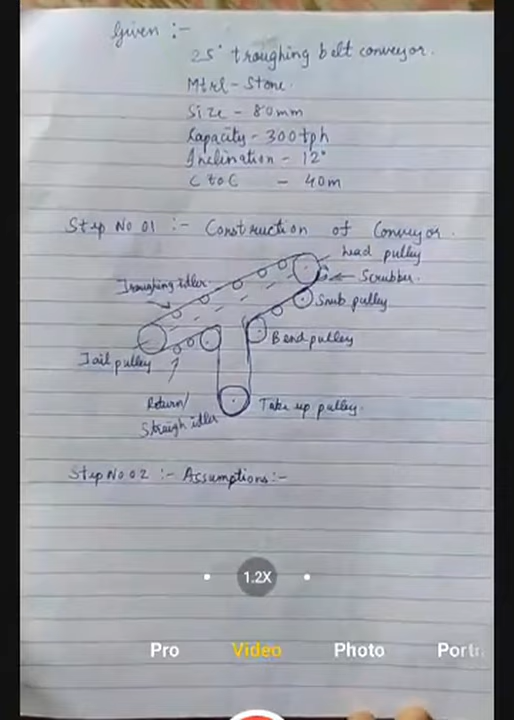 Given :-
25° troughing belt conveyor.
Mtrl - Stone.
Size - 80mm
Capacity - 300tph
Inclination - 12°
C to C - 40m
Step No 01 :- Construction of Conveyor.
head pulley
Troughing idler
Scrubber.
Snub pulley
Bend pulley
Tail pulley
Return/
Straigh idler
Take up pulley.
Step No 02 :- Assumptions:-
1.2X
Pro Video Photo Portr